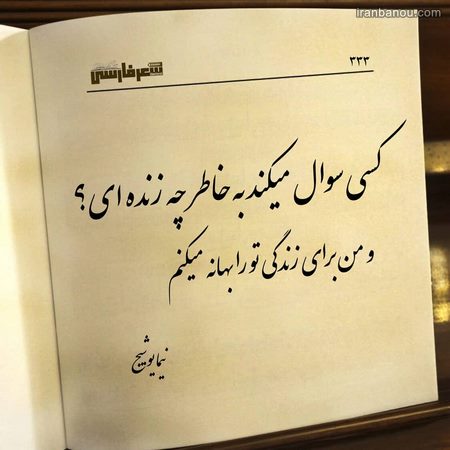 iranbanou.com
۳۳۳
شعر فارسی
کسی سوال میکند به خاطر چه زنده ای؟
و من برای زندگی تو را بهانه میکنم
نیما یوشیج